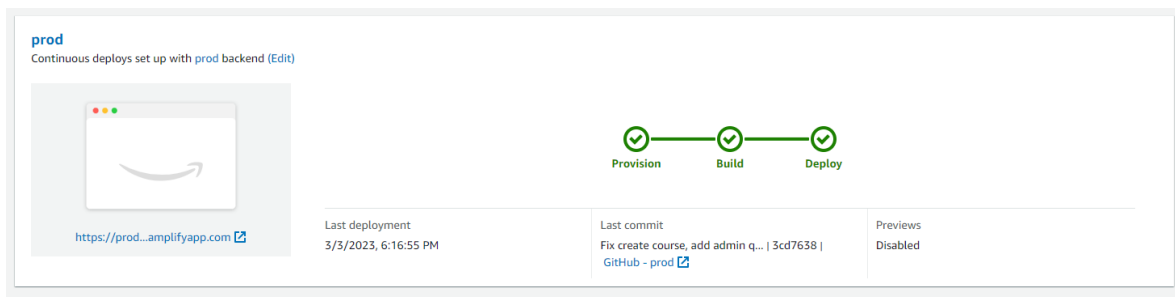 prod
Continuous deploys set up with prod backend (Edit)
Provision
Build
Deploy
https://prod...amplifyapp.com
Last deployment
3/3/2023, 6:16:55 PM
Last commit
Fix create course, add admin q... | 3cd7638 |
GitHub - prod
Previews
Disabled